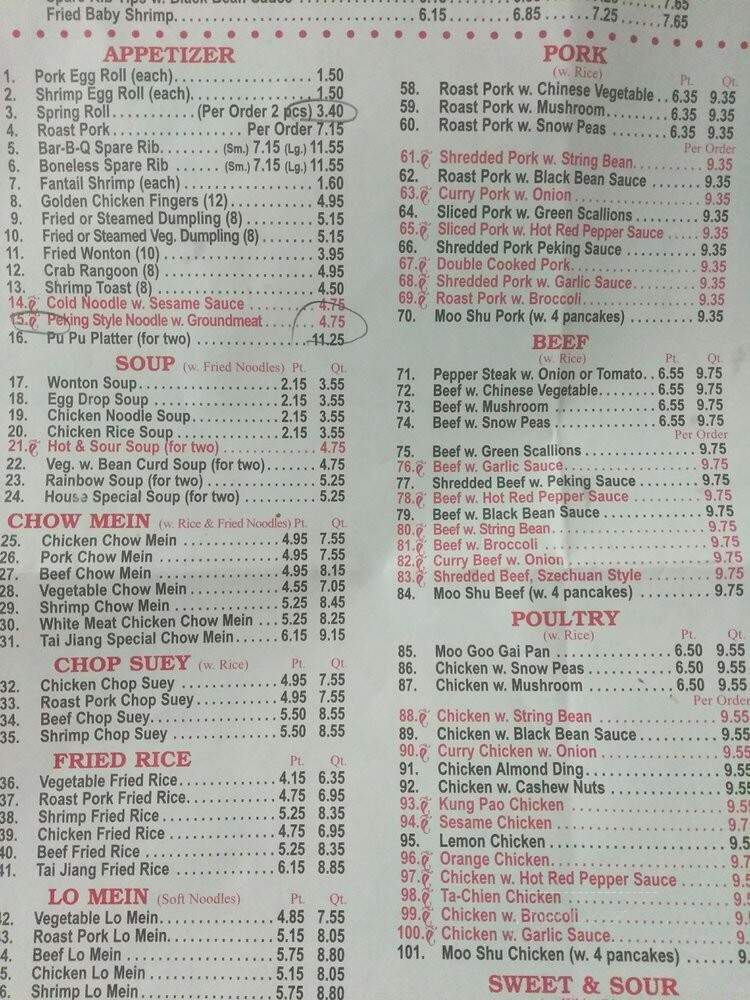 Fried Baby Shrimp. 6.15 6.85 7.25 7.65
APPETIZER
1. Pork Egg Roll (each) 1.50
2. Shrimp Egg Roll (each) 1.50
3. Spring Roll (Per Order 2 pcs) 3.40
4. Roast Pork Per Order 7.15
5. Bar-B-Q Spare Rib (Sm.) 7.15 (Lg.) 11.55
6. Boneless Spare Rib (Sm.) 7.15 (Lg.) 11.55
7. Fantail Shrimp (each) 1.60
8. Golden Chicken Fingers (12) 4.95
9. Fried or Steamed Dumpling (8) 5.15
10. Fried or Steamed Veg. Dumpling (8) 5.15
11. Fried Wonton (10) 3.95
12. Crab Rangoon (8) 4.95
13. Shrimp Toast (8) 4.50
14. Cold Noodle w. Sesame Sauce 4.75
15. Peking Style Noodle w. Groundmeat 4.75
16. Pu Pu Platter (for two) 11.25
SOUP (w. Fried Noodles) Pt. Qt.
17. Wonton Soup 2.15 3.55
18. Egg Drop Soup 2.15 3.55
19. Chicken Noodle Soup 2.15 3.55
20. Chicken Rice Soup 2.15 3.55
21. Hot & Sour Soup (for two) 4.75
22. Veg. w. Bean Curd Soup (for two) 4.75
23. Rainbow Soup (for two) 5.25
24. House Special Soup (for two) 5.25
CHOW MEIN (w. Rice & Fried Noodles) Pt. Qt.
25. Chicken Chow Mein 4.95 7.55
26. Pork Chow Mein 4.95 7.55
27. Beef Chow Mein 4.95 8.15
28. Vegetable Chow Mein 4.55 7.05
29. Shrimp Chow Mein 5.25 8.45
30. White Meat Chicken Chow Mein 5.25 8.25
31. Tai Jiang Special Chow Mein 6.15 9.15
CHOP SUEY (w. Rice) Pt. Qt.
32. Chicken Chop Suey 4.95 7.55
33. Roast Pork Chop Suey 4.95 7.55
34. Beef Chop Suey 5.50 8.55
35. Shrimp Chop Suey 5.50 8.55
FRIED RICE Pt. Qt.
36. Vegetable Fried Rice 4.15 6.35
37. Roast Pork Fried Rice 4.75 6.95
38. Shrimp Fried Rice 5.25 8.35
39. Chicken Fried Rice 4.75 6.95
40. Beef Fried Rice 5.25 8.35
41. Tai Jiang Fried Rice 6.15 8.85
LO MEIN (Soft Noodles) Pt. Qt.
42. Vegetable Lo Mein 4.85 7.55
3. Roast Pork Lo Mein 5.15 8.05
4. Beef Lo Mein 5.75 8.80
5. Chicken Lo Mein 5.15 8.05
6. Shrimp Lo Mein 5.75 8.80
PORK
(w. Rice) Pt. Qt.
58. Roast Pork w. Chinese Vegetable 6.35 9.35
59. Roast Pork w. Mushroom 6.35 9.35
60. Roast Pork w. Snow Peas 6.35 9.35
Per Order
61. Shredded Pork w. String Bean 9.35
62. Roast Pork w. Black Bean Sauce 9.35
63. Curry Pork w. Onion 9.35
64. Sliced Pork w. Green Scallions 9.35
65. Sliced Pork w. Hot Red Pepper Sauce 9.35
66. Shredded Pork Peking Sauce 9.35
67. Double Cooked Pork 9.35
68. Shredded Pork w. Garlic Sauce 9.35
69. Roast Pork w. Broccoli 9.35
70. Moo Shu Pork (w. 4 pancakes) 9.35
BEEF
(w. Rice) Pt. Qt.
71. Pepper Steak w. Onion or Tomato 6.55 9.75
72. Beef w. Chinese Vegetable 6.55 9.75
73. Beef w. Mushroom 6.55 9.75
74. Beef w. Snow Peas 6.55 9.75
Per Order
75. Beef w. Green Scallions 9.75
76. Beef w. Garlic Sauce 9.75
77. Shredded Beef w. Peking Sauce 9.75
78. Beef w. Hot Red Pepper Sauce 9.75
79. Beef w. Black Bean Sauce 9.75
80. Beef w. String Bean 9.75
81. Beef w. Broccoli 9.75
82. Curry Beef w. Onion 9.75
83. Shredded Beef, Szechuan Style 9.75
84. Moo Shu Beef (w. 4 pancakes) 9.75
POULTRY
(w. Rice) Pt. Qt.
85. Moo Goo Gai Pan 6.50 9.55
86. Chicken w. Snow Peas 6.50 9.55
87. Chicken w. Mushroom 6.50 9.55
Per Order
88. Chicken w. String Bean 9.55
89. Chicken w. Black Bean Sauce 9.55
90. Curry Chicken w. Onion 9.55
91. Chicken Almond Ding 9.55
92. Chicken w. Cashew Nuts 9.55
93. Kung Pao Chicken 9.5
94. Sesame Chicken 9.7
95. Lemon Chicken 9.
96. Orange Chicken 9.7
97. Chicken w. Hot Red Pepper Sauce 9.5
98. Ta-Chien Chicken 9.
99. Chicken w. Broccoli 9.
100. Chicken w. Garlic Sauce 9.
101. Moo Shu Chicken (w. 4 pancakes) 9.
SWEET & SOUR